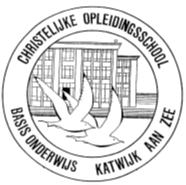 CHRISTELIJKE OPLEIDINGSSCHOOL
BASIS ONDERWIJS KATWIJK AAN ZEE